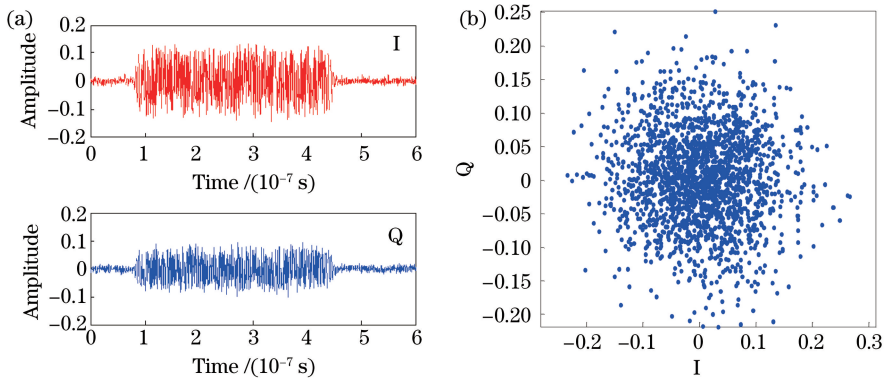 (a)
0.2
0.1
0
−0.1
−0.2
Amplitude
I
0 1 2 3 4 5 6
Time /(10⁻⁷ s)
0.2
0.1
0
−0.1
−0.2
Amplitude
Q
0 1 2 3 4 5 6
Time /(10⁻⁷ s)
(b)
0.25
0.20
0.15
0.10
0.05
0
−0.05
−0.10
−0.15
−0.20
Q
−0.2 −0.1 0 0.1 0.2 0.3
I